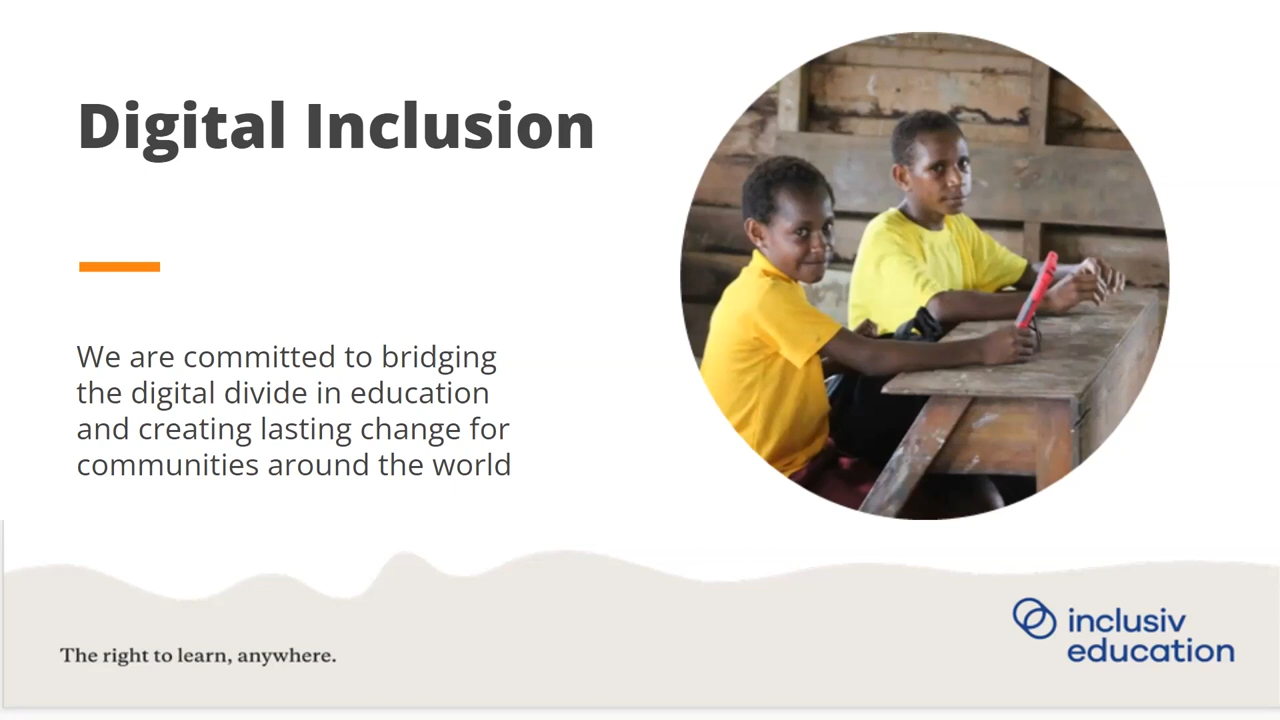 Digital Inclusion
We are committed to bridging
the digital divide in education
and creating lasting change for
communities around the world
The right to learn, anywhere.
inclusiv
education